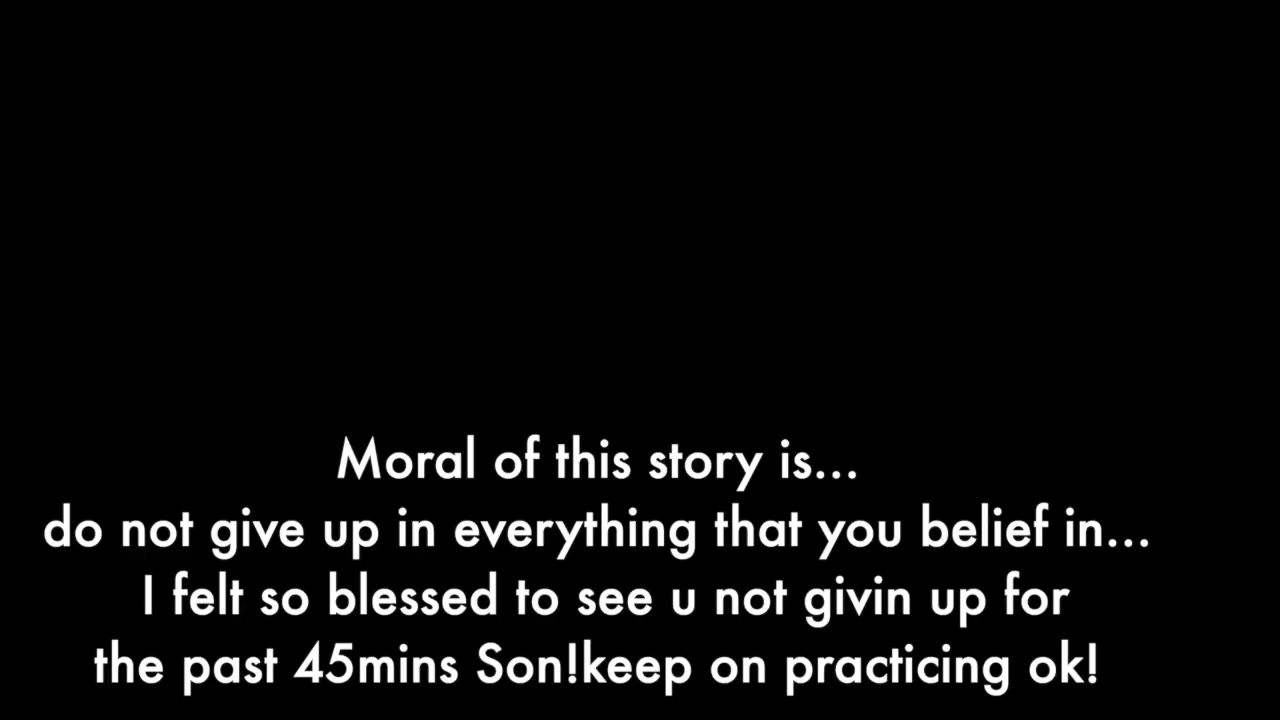 Moral of this story is...
do not give up in everything that you belief in...
I felt so blessed to see u not givin up for
the past 45mins Son!keep on practicing ok!